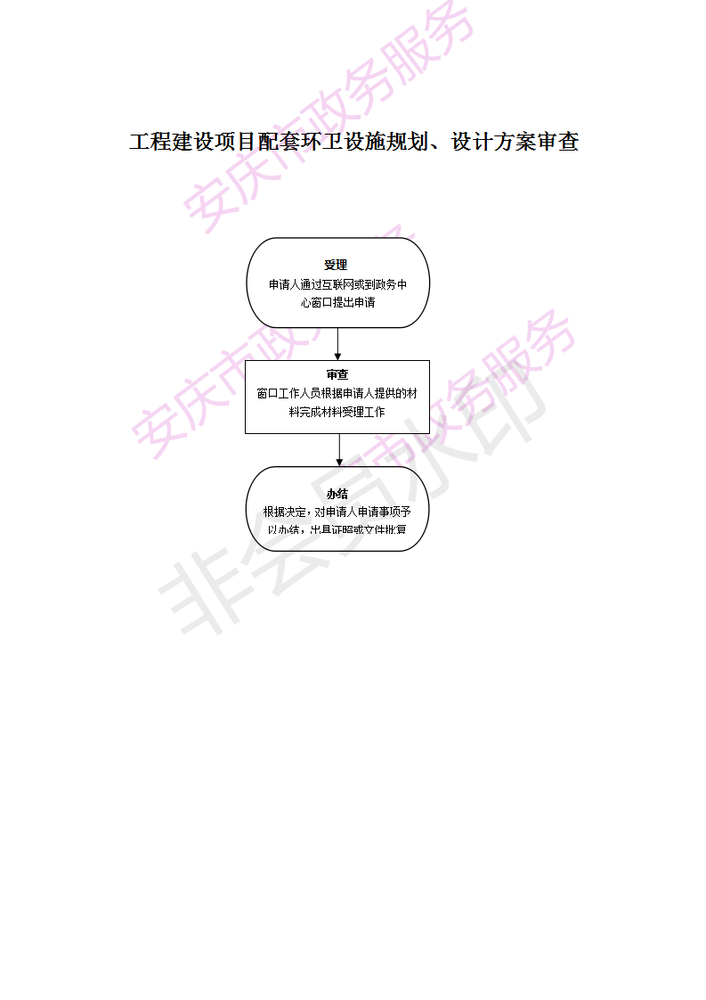 工程建设项目配套环卫设施规划、设计方案审查
受理
申请人通过互联网或到政务中
心窗口提出申请
审查
窗口工作人员根据申请人提供的材
料完成材料受理工作
办结
根据决定，对申请人申请事项予
以办结，出具证照或文件批复
安庆市政务服务
安庆市政务服务
市政务服务
非会员水印